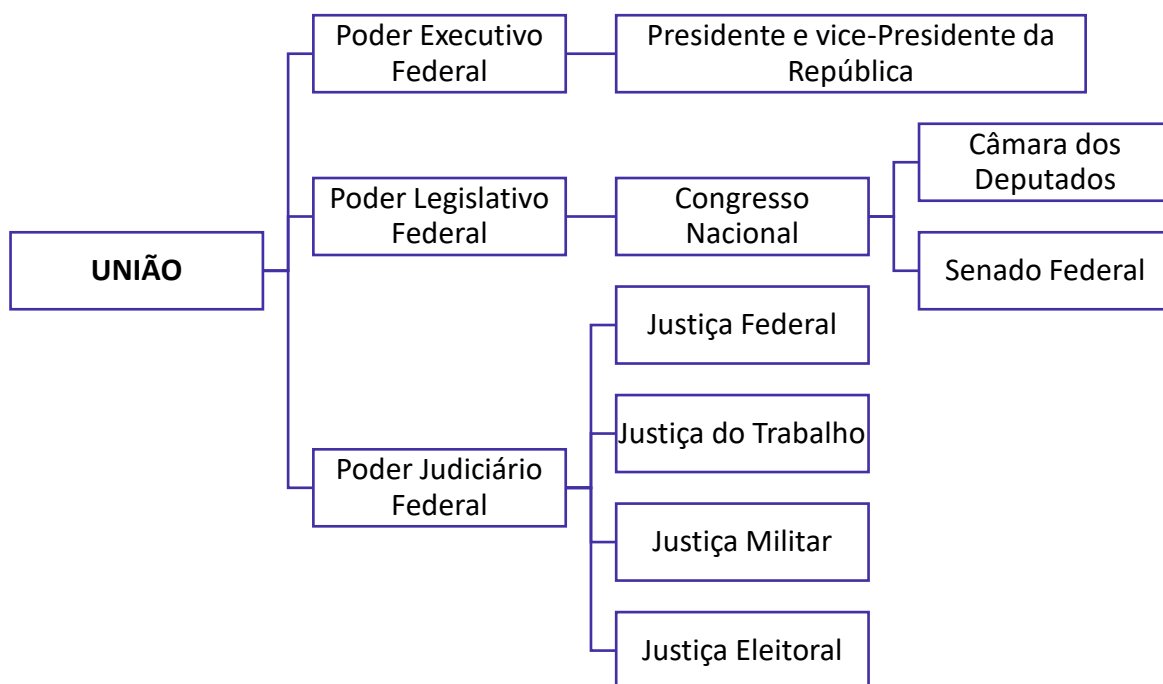 UNIÃO
Poder Executivo
Federal
Presidente e vice-Presidente da
República
Poder Legislativo
Federal
Congresso
Nacional
Câmara dos
Deputados
Senado Federal
Poder Judiciário
Federal
Justiça Federal
Justiça do Trabalho
Justiça Militar
Justiça Eleitoral